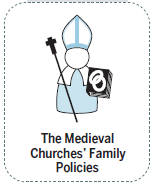 The Medieval
Churches' Family
Policies